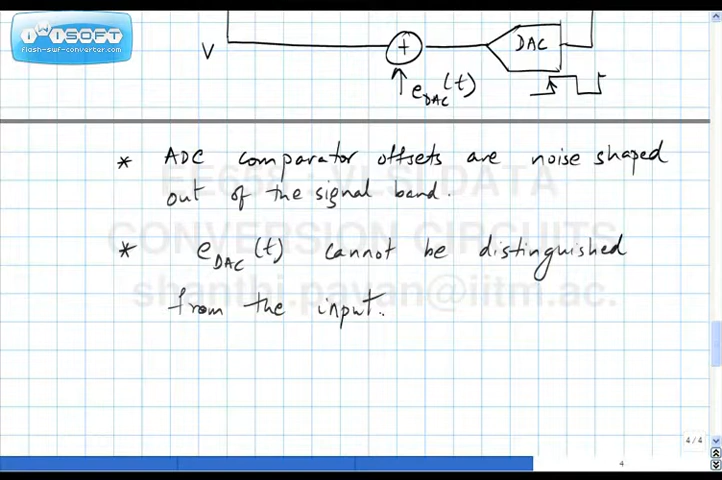 iWiSOFT
flash-swf-converter.com
V
+
DAC
e_DAC(t)
* ADC comparator offsets are noise shaped
out of the signal band.
EE658 : VLSI DATA
CONVERSION CIRCUITS
* e_DAC(t) cannot be distinguished
shanthi.pavan@iitm.ac.
from the input.
4/4
4